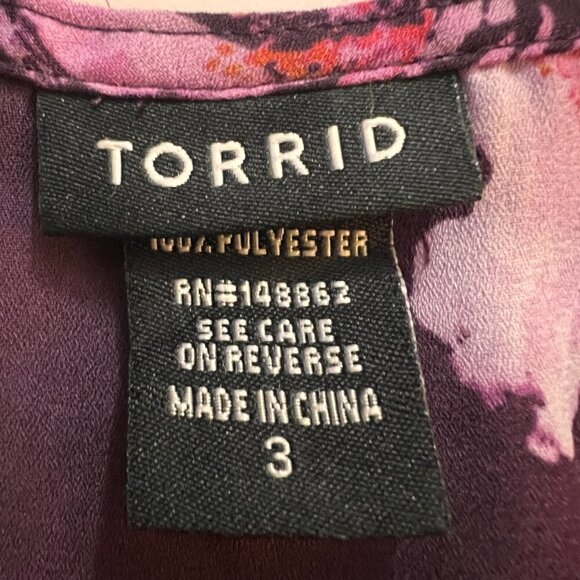 TORRID
100% POLYESTER
RN#148862
SEE CARE
ON REVERSE
MADE IN CHINA
3